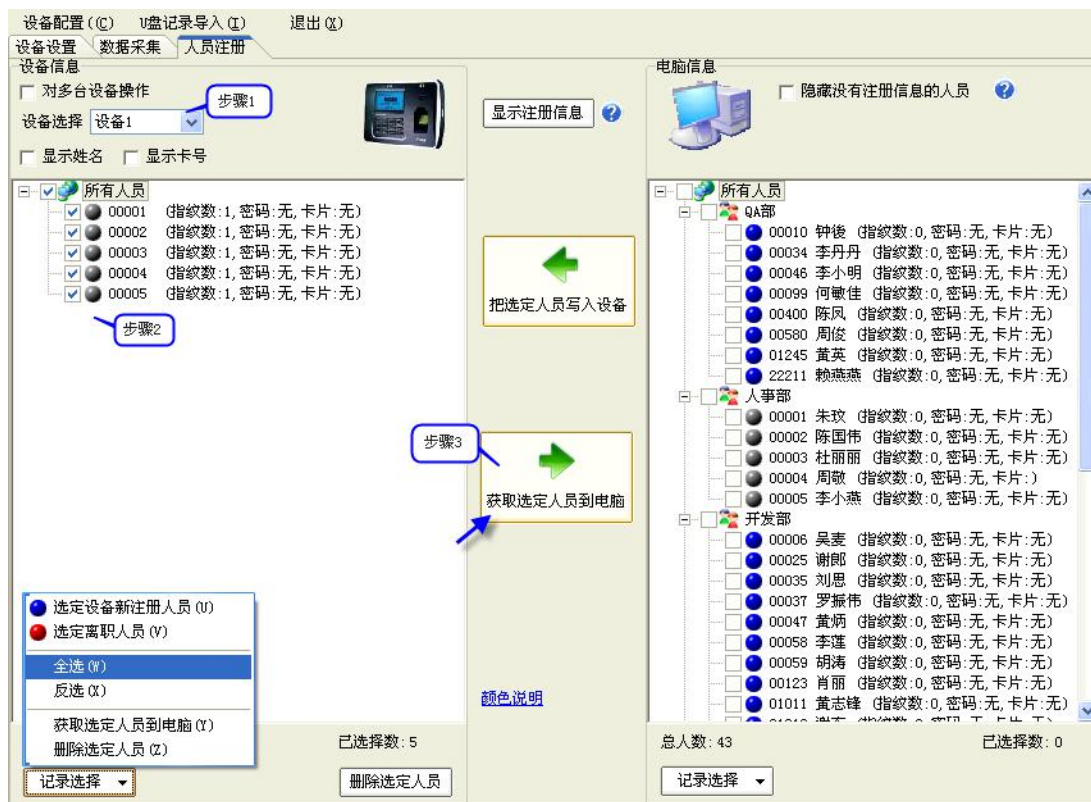 设备配置((C) U盘记录导入(I) 退出(X)
设备设置 数据采集 人员注册
设备信息
对多台设备操作
步骤1
设备选择 设备1
显示姓名 显示卡号
显示注册信息
电脑信息
隐藏没有注册信息的人员
所有人员
00001 (指纹数:1,密码:无,卡片:无)
00002 (指纹数:1,密码:无,卡片:无)
00003 (指纹数:1,密码:无,卡片:无)
00004 (指纹数:1,密码:无,卡片:无)
00005 (指纹数:1,密码:无,卡片:无)
步骤2
把选定人员写入设备
步骤3
获取选定人员到电脑
颜色说明
选定设备新注册人员(U)
选定离职人员(V)
全选(W)
反选(X)
获取选定人员到电脑(Y)
删除选定人员(Z)
已选择数:5
记录选择
删除选定人员
所有人员
QA部
00010 钟後 (指纹数:0,密码:无,卡片:无)
00034 李丹丹 (指纹数:0,密码:无,卡片:无)
00046 李小明 (指纹数:0,密码:无,卡片:无)
00099 何敏佳 (指纹数:0,密码:无,卡片:无)
00400 陈凤 (指纹数:0,密码:无,卡片:无)
00580 周俊 (指纹数:0,密码:无,卡片:无)
01245 黄英 (指纹数:0,密码:无,卡片:无)
22211 赖燕燕 (指纹数:0,密码:无,卡片:无)
人事部
00001 朱玟 (指纹数:0,密码:无,卡片:无)
00002 陈国伟 (指纹数:0,密码:无,卡片:无)
00003 杜丽丽 (指纹数:0,密码:无,卡片:无)
00004 周敬 (指纹数:0,密码:无,卡片:)
00005 李小燕 (指纹数:0,密码:无,卡片:无)
开发部
00006 吴麦 (指纹数:0,密码:无,卡片:无)
00025 谢郎 (指纹数:0,密码:无,卡片:无)
00035 刘思 (指纹数:0,密码:无,卡片:无)
00037 罗振伟 (指纹数:0,密码:无,卡片:无)
00047 黄炳 (指纹数:0,密码:无,卡片:无)
00058 李莲 (指纹数:0,密码:无,卡片:无)
00059 胡涛 (指纹数:0,密码:无,卡片:无)
00123 肖丽 (指纹数:0,密码:无,卡片:无)
01011 黄志锋 (指纹数:0,密码:无,卡片:无)
总人数:43 已选择数:0
记录选择